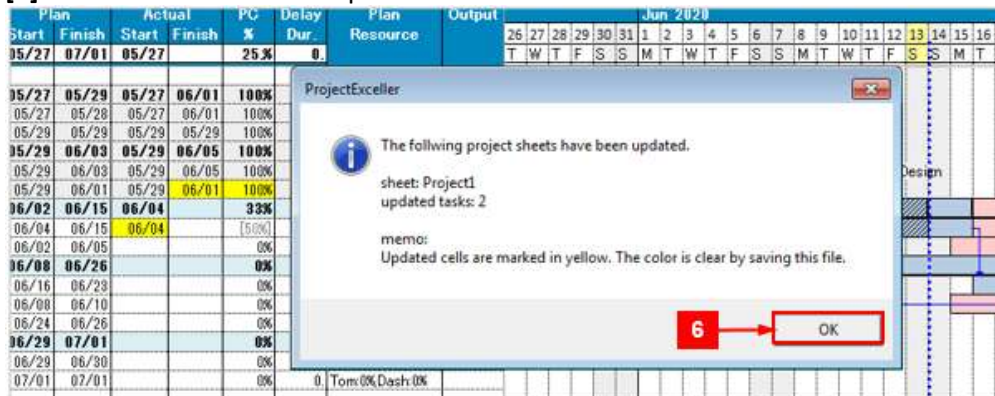 Plan Actual PC Delay Plan Output Jun 2020
Start Finish Start Finish % Dur. Resource 26 27 28 29 30 31 1 2 3 4 5 6 7 8 9 10 11 12 13 14 15 16
05/27 07/01 05/27 25% 0. T W T F S S M T W T F S S M T W T F S S M T
05/27 05/29 05/27 06/01 100%
05/27 05/28 05/27 06/01 100%
05/29 05/29 05/29 05/29 100%
05/29 06/03 05/29 06/05 100%
05/29 06/03 05/29 06/05 100% Design
05/29 06/01 05/29 06/01 100%
06/02 06/15 06/04 33%
06/04 06/15 06/04 [50%]
06/02 06/05 0%
06/08 06/26 0%
06/16 06/23 0%
06/08 06/10 0%
06/24 06/26 0%
06/29 07/01 0%
06/29 06/30 0%
07/01 07/01 0% 0. Tom:0%,Dash:0%
ProjectExceller
The follwing project sheets have been updated.
sheet: Project1
updated tasks: 2
memo:
Updated cells are marked in yellow. The color is clear by saving this file.
6
OK